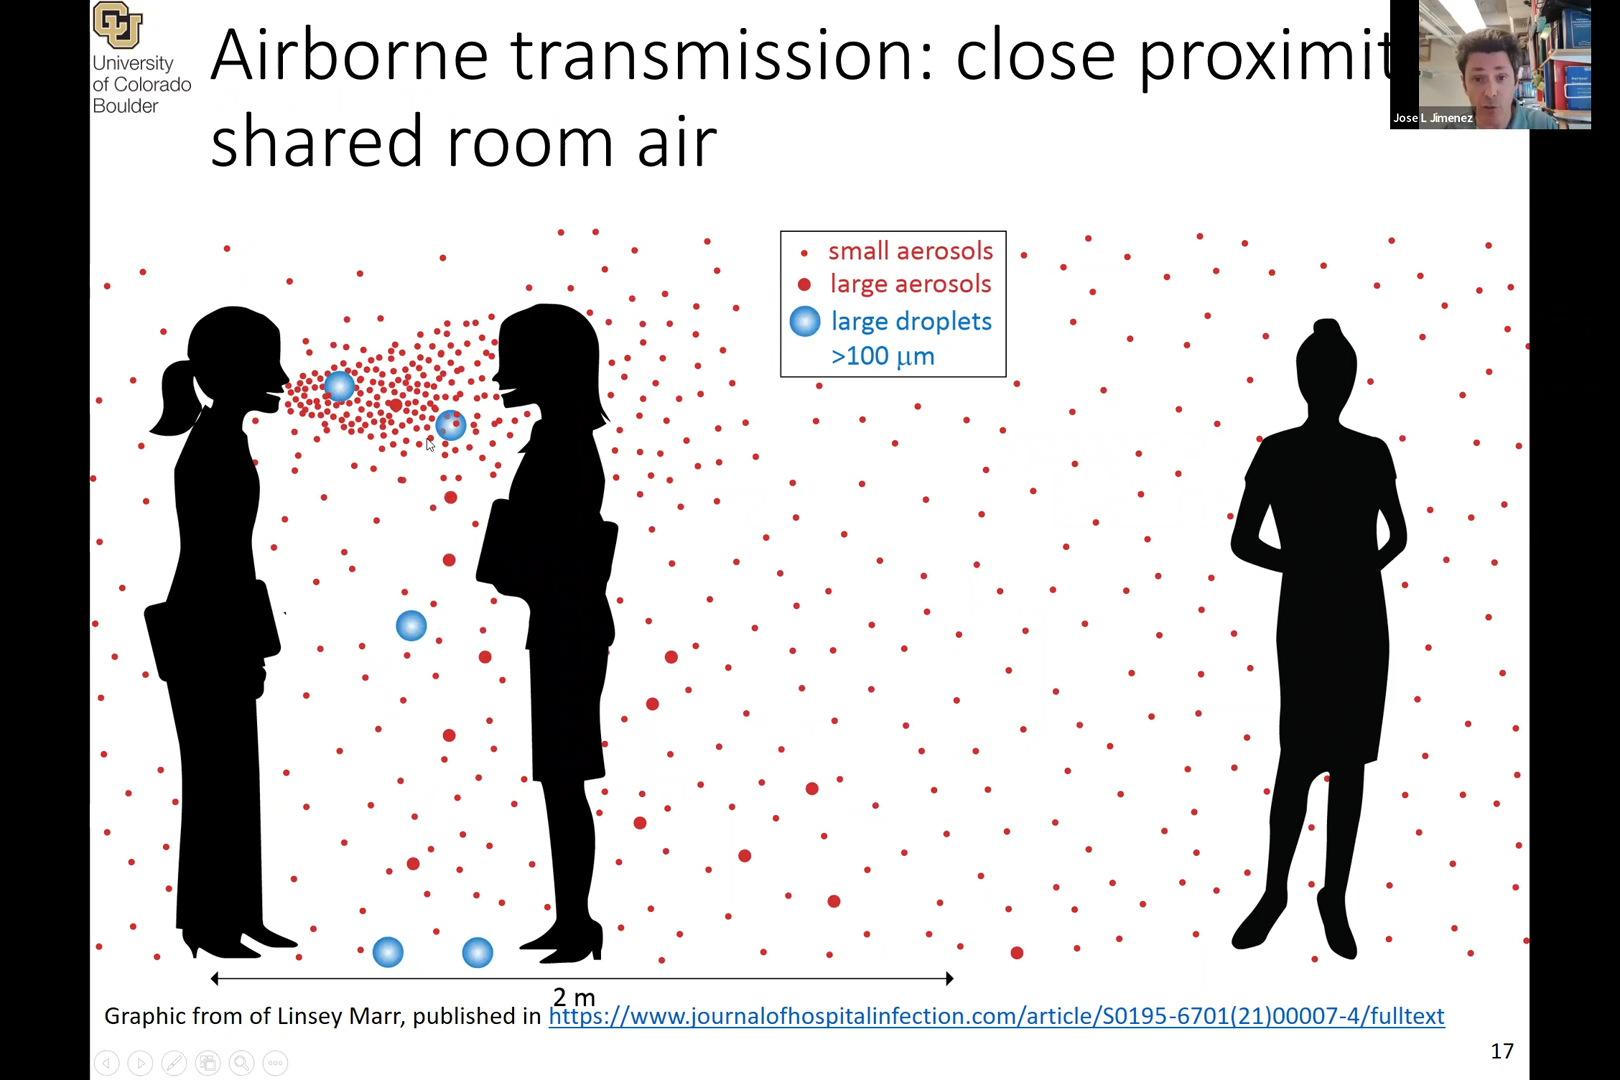 University
of Colorado
Boulder
Airborne transmission: close proximit
shared room air
Jose L Jimenez
small aerosols
large aerosols
large droplets
>100 μm
2 m
Graphic from of Linsey Marr, published in https://www.journalofhospitalinfection.com/article/S0195-6701(21)00007-4/fulltext
17